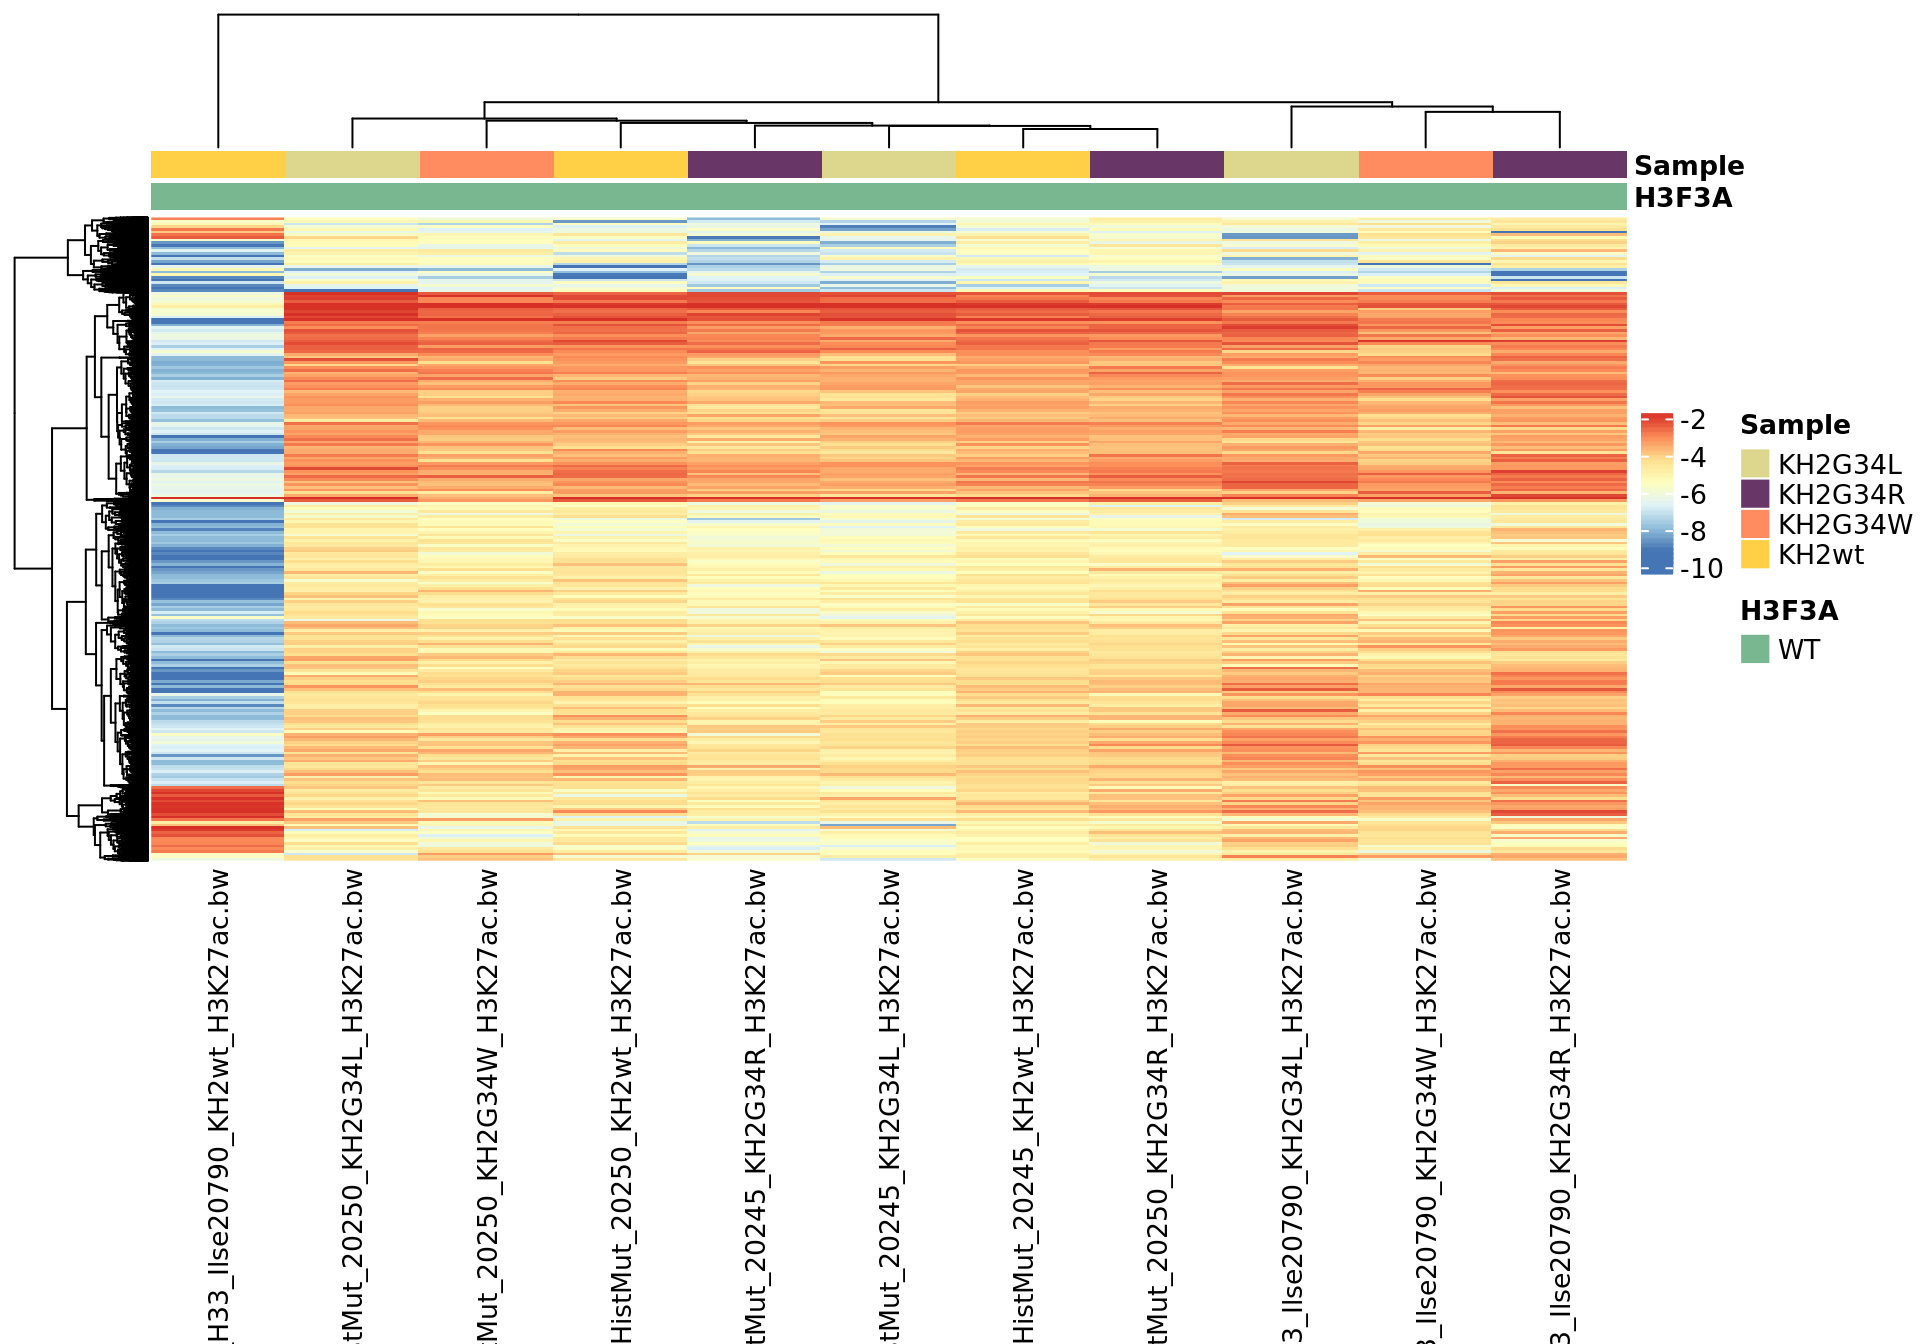 Sample
H3F3A
-2
-4
-6
-8
-10
Sample
KH2G34L
KH2G34R
KH2G34W
KH2wt
H3F3A
WT
H33_Ilse20790_KH2wt_H3K27ac.bw
tMut_20250_KH2G34L_H3K27ac.bw
Mut_20250_KH2G34W_H3K27ac.bw
HistMut_20250_KH2wt_H3K27ac.bw
tMut_20245_KH2G34R_H3K27ac.bw
tMut_20245_KH2G34L_H3K27ac.bw
HistMut_20245_KH2wt_H3K27ac.bw
tMut_20250_KH2G34R_H3K27ac.bw
3_Ilse20790_KH2G34L_H3K27ac.bw
3_Ilse20790_KH2G34W_H3K27ac.bw
3_Ilse20790_KH2G34R_H3K27ac.bw